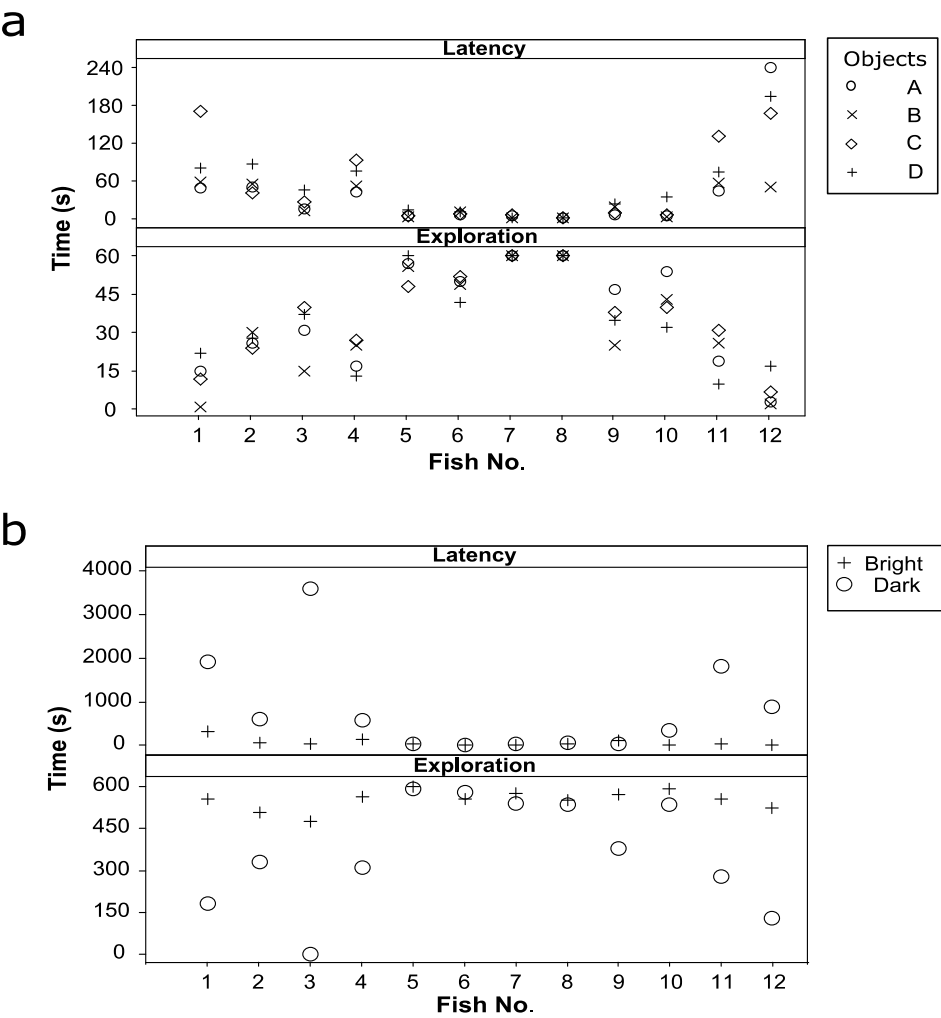 a
Latency
Objects
A
B
C
D
240
180
120
60
0
Time (s)
Exploration
60
45
30
15
0
1 2 3 4 5 6 7 8 9 10 11 12
Fish No.
b
Latency
Bright
Dark
4000
3000
2000
1000
0
Time (s)
Exploration
600
450
300
150
0
1 2 3 4 5 6 7 8 9 10 11 12
Fish No.